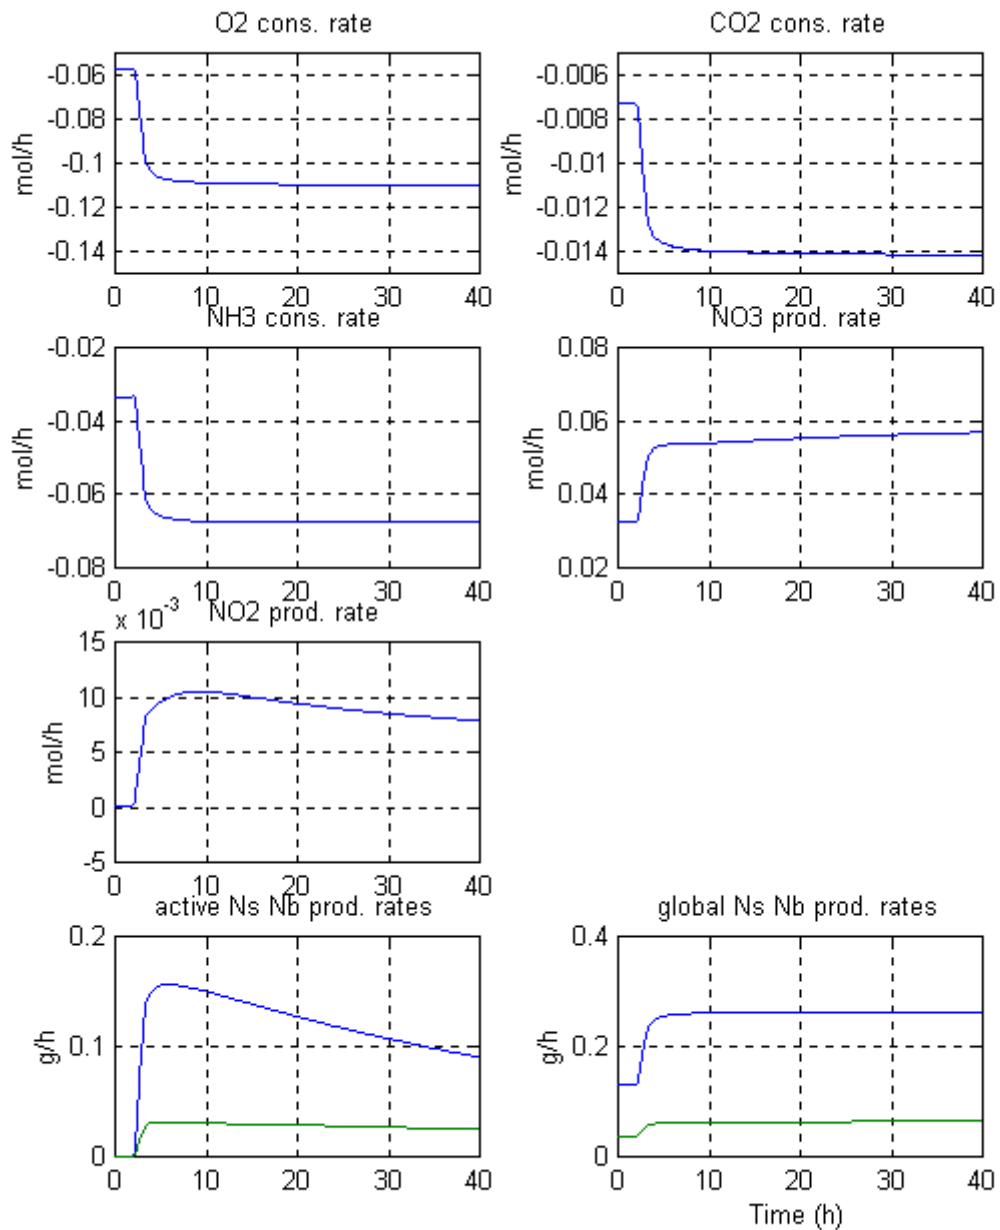 O2 cons. rate
-0.06
-0.08
-0.1
-0.12
-0.14
mol/h
0 10 20 30 40
CO2 cons. rate
-0.006
-0.008
-0.01
-0.012
-0.014
mol/h
0 10 20 30 40
NH3 cons. rate
-0.02
-0.04
-0.06
-0.08
mol/h
0 10 20 30 40
NO3 prod. rate
0.08
0.06
0.04
0.02
mol/h
0 10 20 30 40
NO2 prod. rate
x 10-3
15
10
5
0
-5
mol/h
0 10 20 30 40
active Ns Nb prod. rates
0.2
0.1
0
g/h
0 10 20 30 40
global Ns Nb prod. rates
0.4
0.2
0
g/h
0 10 20 30 40
Time (h)